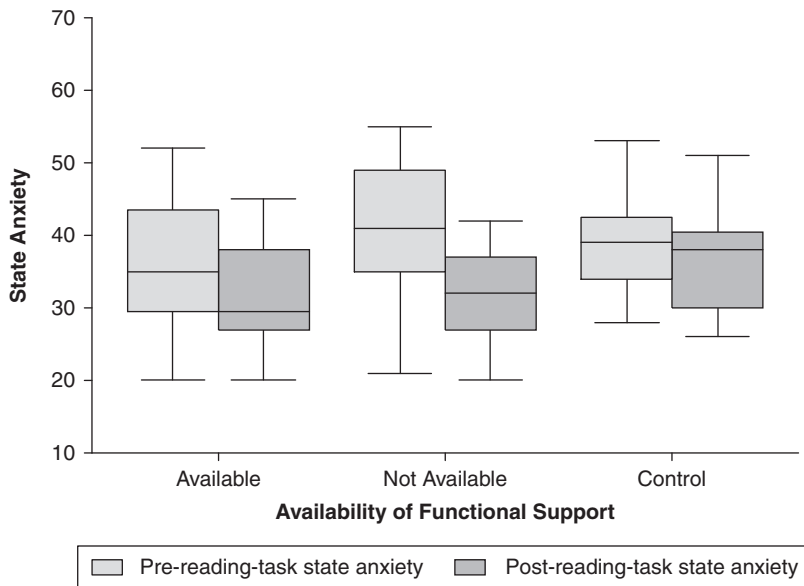 70
60
50
40
30
20
10
State Anxiety
Available
Not Available
Control
Availability of Functional Support
Pre-reading-task state anxiety
Post-reading-task state anxiety